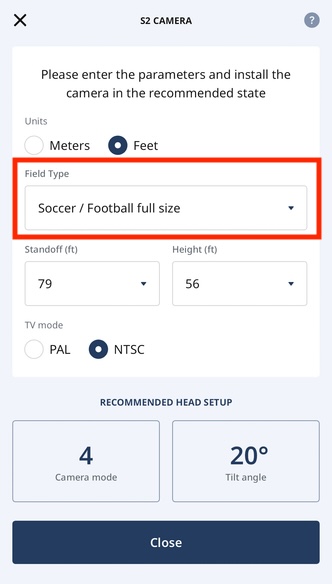 S2 CAMERA
?
Please enter the parameters and install the
camera in the recommended state
Units
Meters
Feet
Field Type
Soccer / Football full size
Standoff (ft)
Height (ft)
79
56
TV mode
PAL
NTSC
RECOMMENDED HEAD SETUP
4
Camera mode
20°
Tilt angle
Close